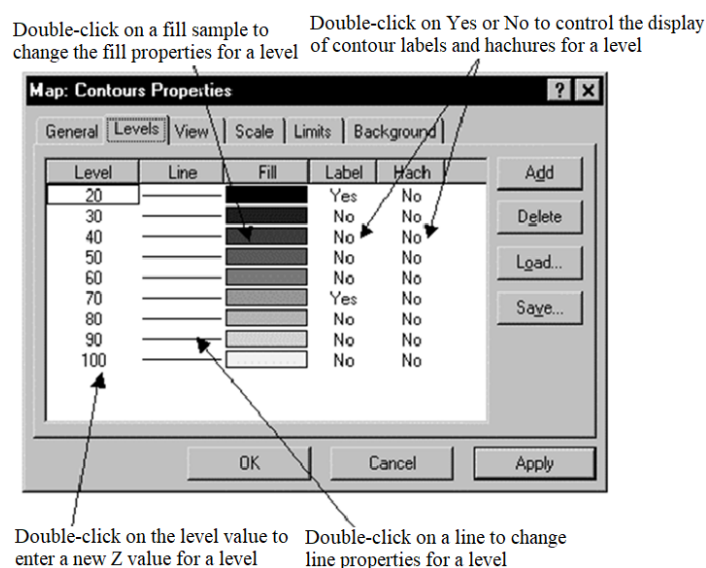 Double-click on a fill sample to
change the fill properties for a level
Double-click on Yes or No to control the display
of contour labels and hachures for a level
Map: Contours Properties
? X
General Levels View Scale Limits Background
Level Line Fill Label Hach
20 Yes No
30 No No
40 No No
50 No No
60 No No
70 Yes No
80 No No
90 No No
100 No No
Add
Delete
Load...
Save...
OK Cancel Apply
Double-click on the level value to
enter a new Z value for a level
Double-click on a line to change
line properties for a level